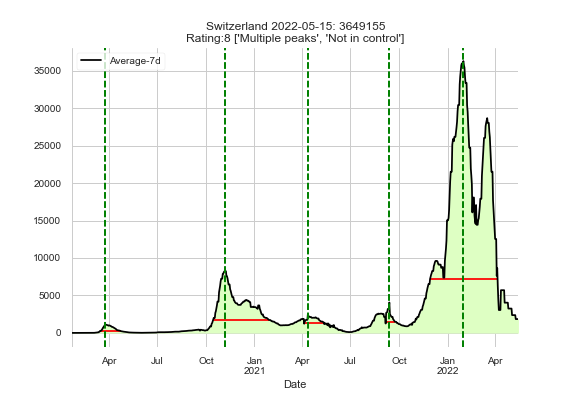 Switzerland 2022-05-15: 3649155
Rating:8 ['Multiple peaks', 'Not in control']
Average-7d
35000
30000
25000
20000
15000
10000
5000
0
Apr Jul Oct Jan Apr Jul Oct Jan Apr
2021 2022
Date